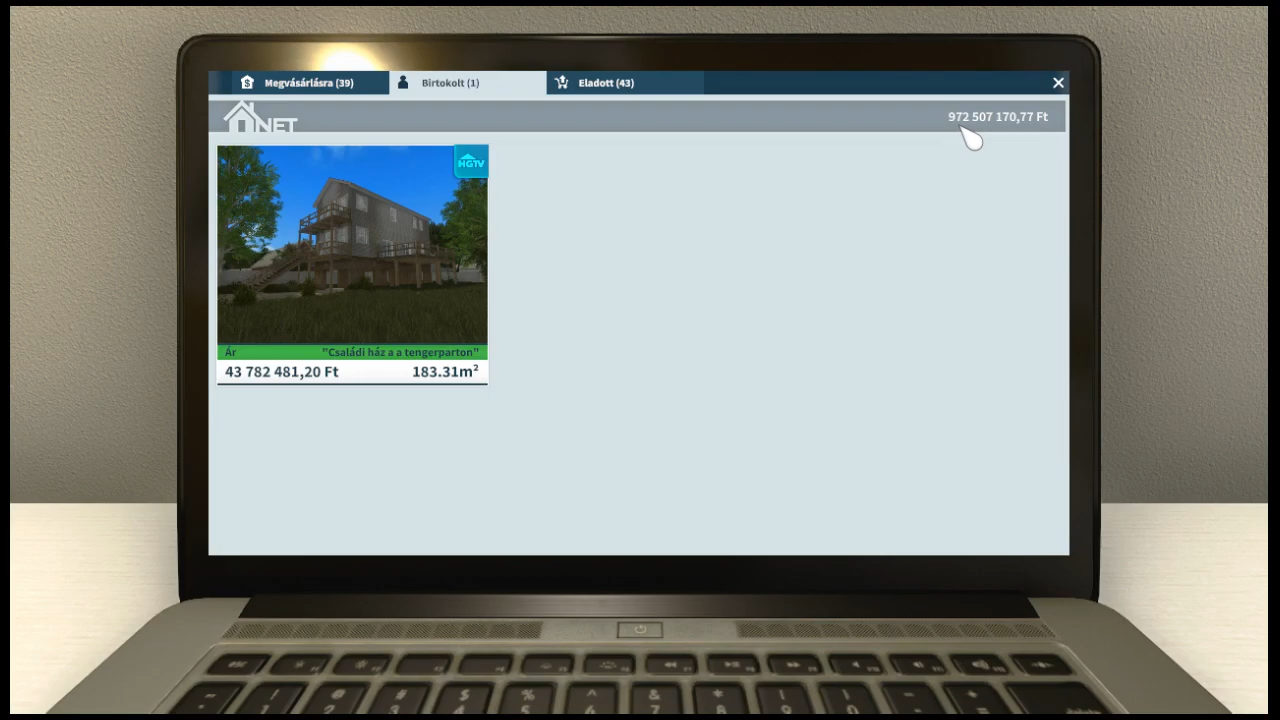 Megvásárlásra (39)
Birtokolt (1)
Eladott (43)
NET
972 507 170,77 Ft
HGTV
Ár
"Családi ház a a tengerparton"
43 782 481,20 Ft
183.31m²